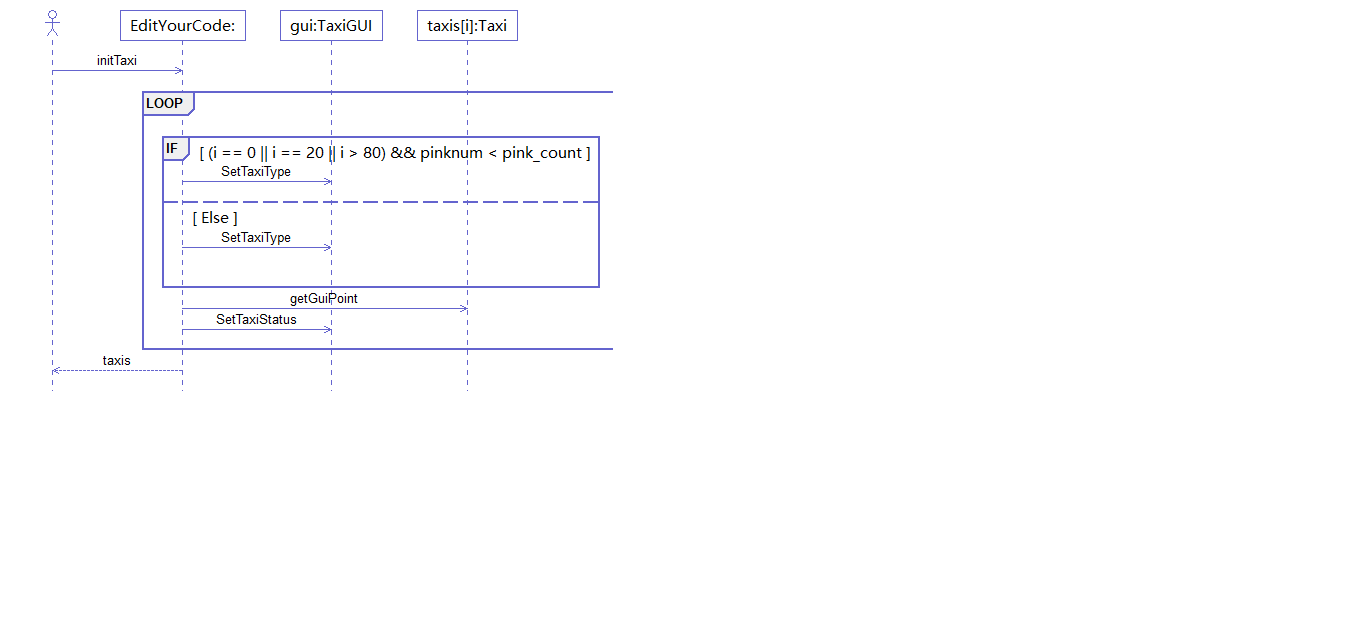 EditYourCode: gui:TaxiGUI taxis[i]:Taxi
initTaxi
LOOP
IF [ (i == 0 || i == 20 || i > 80) && pinknum < pink_count ]
SetTaxiType
[ Else ]
SetTaxiType
getGuiPoint
SetTaxiStatus
taxis